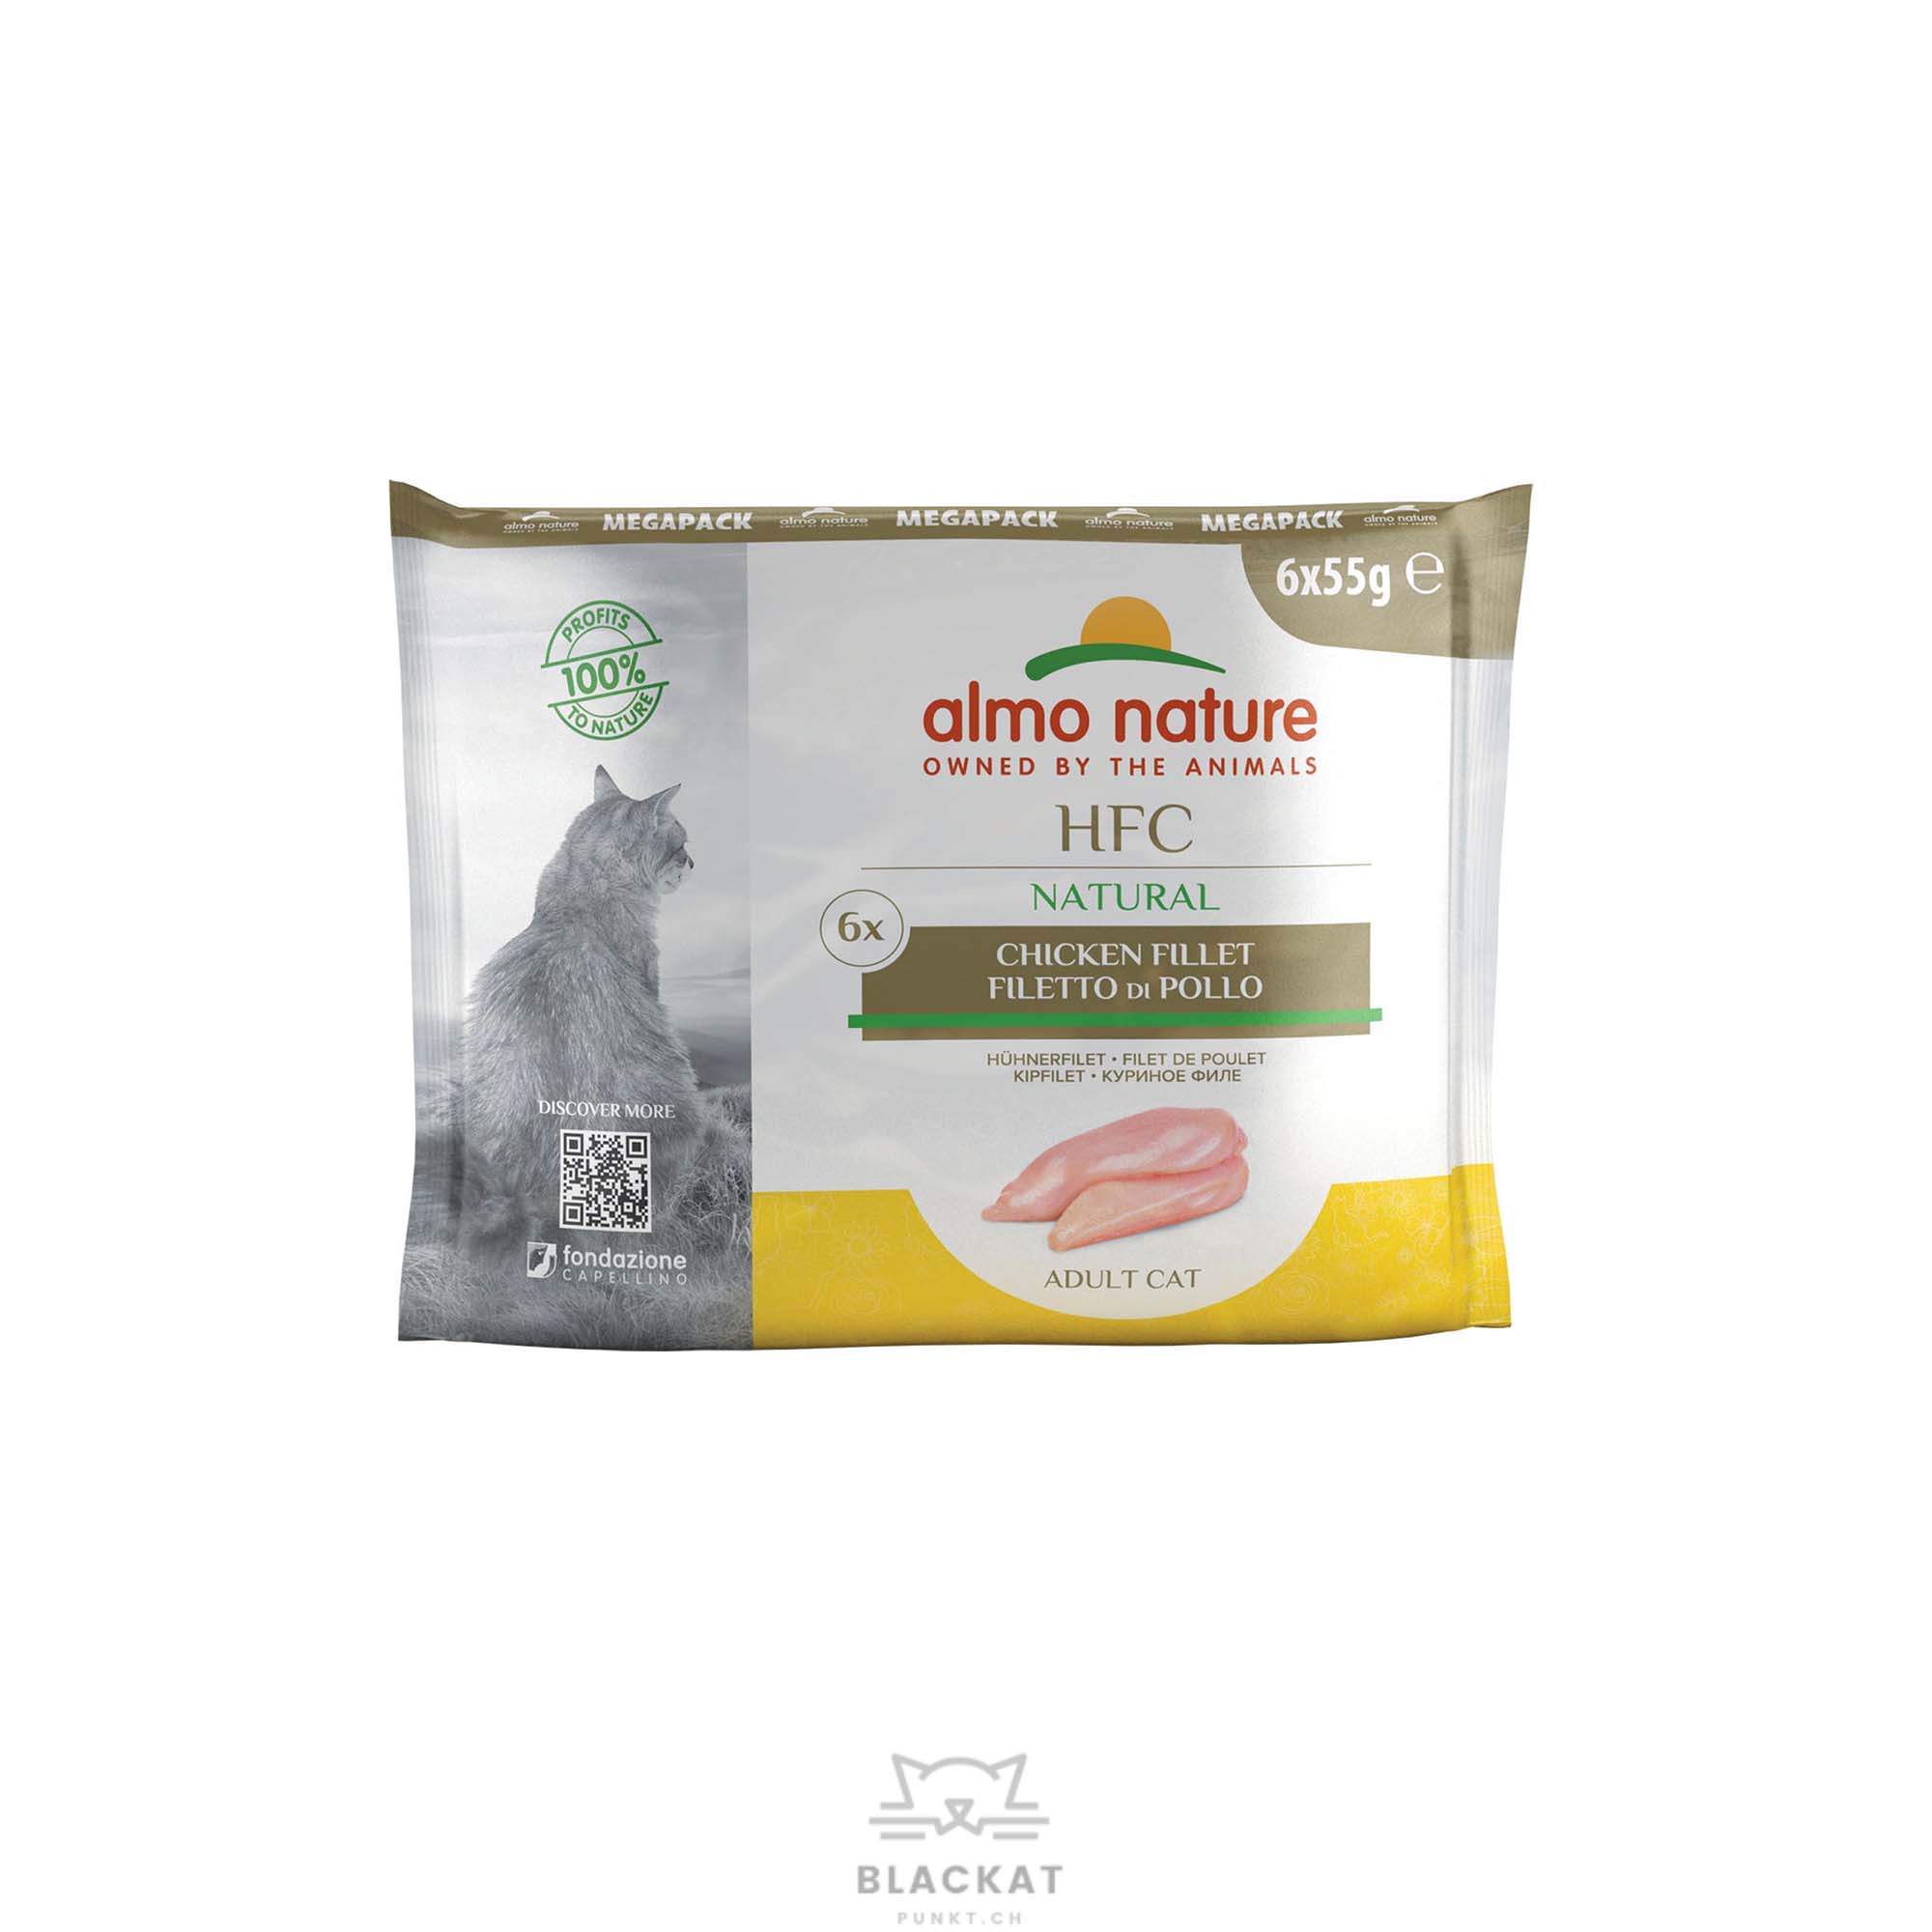 almo nature MEGAPACK almo nature MEGAPACK almo nature MEGAPACK almo nature
6x55g e
PROFITS
100%
TO NATURE
almo nature
OWNED BY THE ANIMALS
HFC
NATURAL
6x
CHICKEN FILLET
FILETTO DI POLLO
HÜHNERFILET • FILET DE POULET
KIPFILET • КУРИНОЕ ФИЛЕ
DISCOVER MORE
fondazione
CAPELLINO
ADULT CAT
BLACKAT
PUNKT.CH